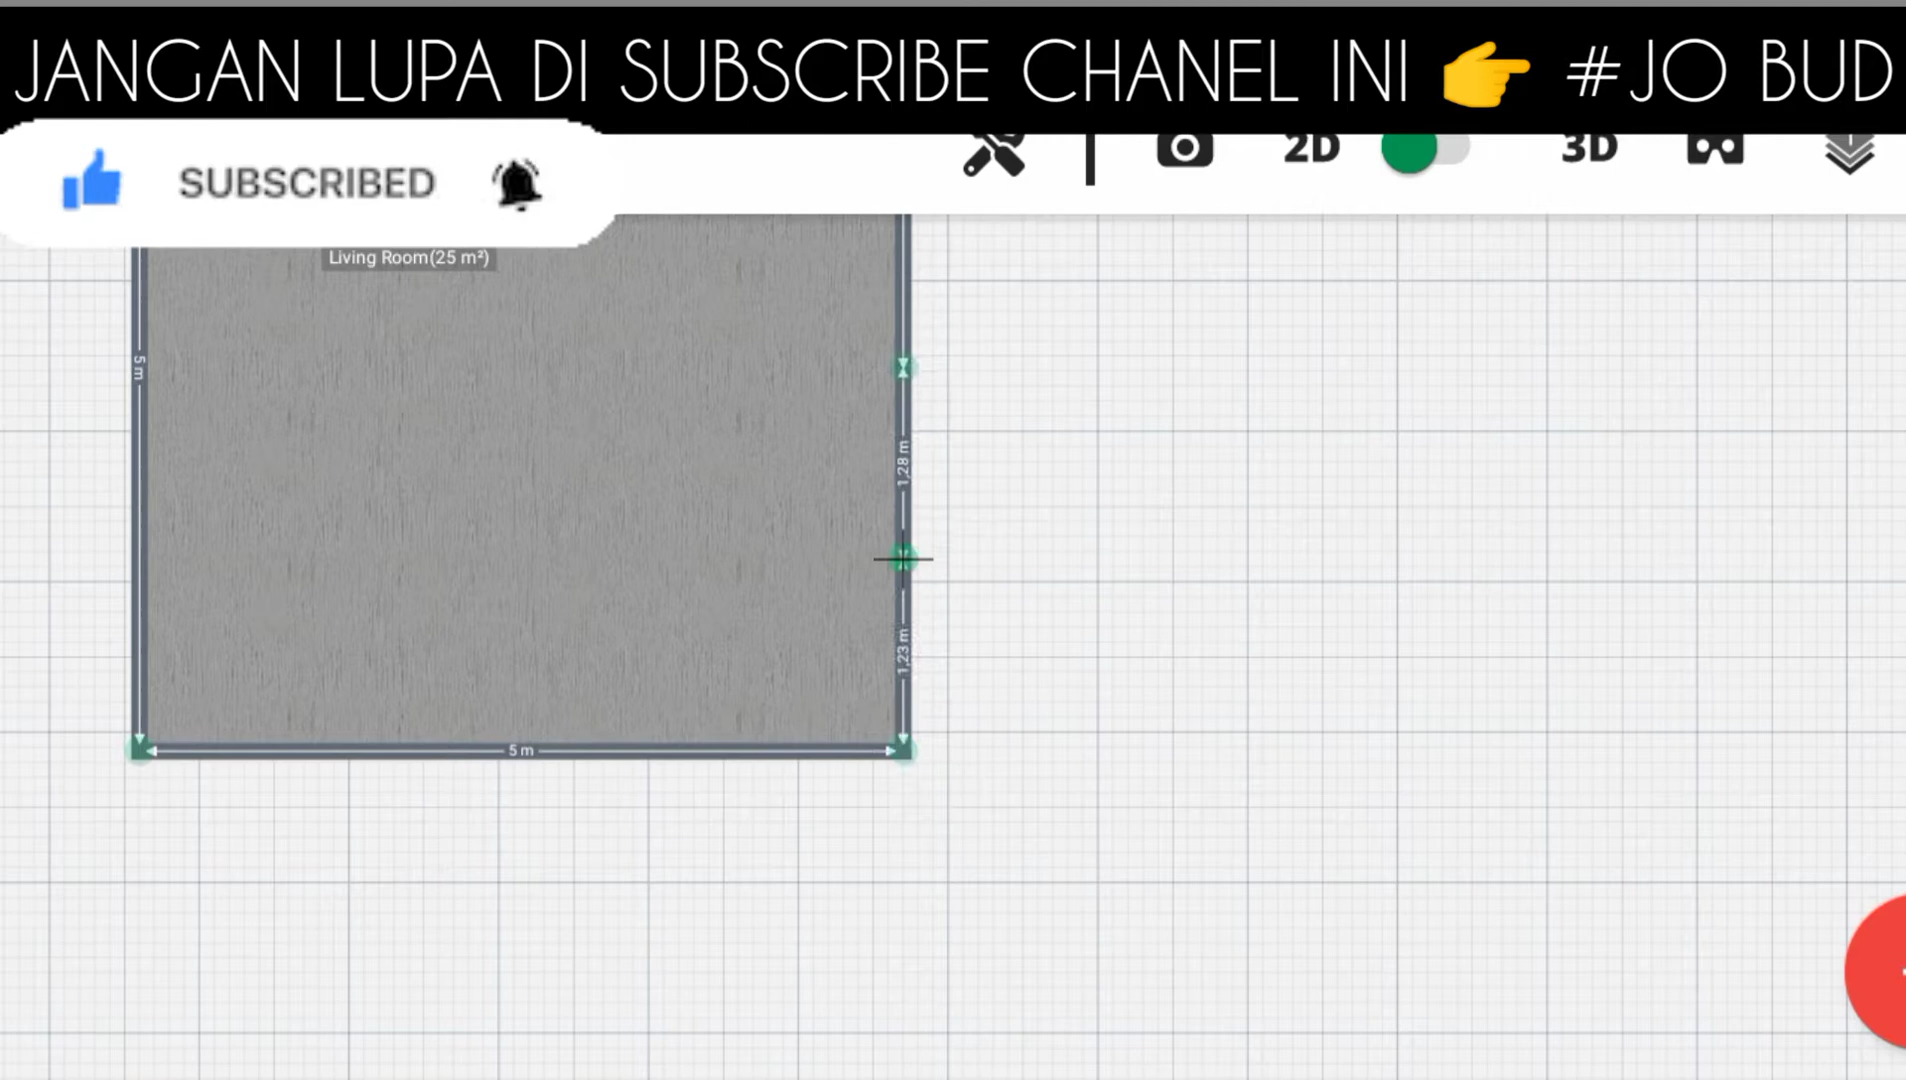 JANGAN LUPA DI SUBSCRIBE CHANEL INI 👉 #JO BUD
SUBSCRIBED
2D 3D
Living Room(25 m²)
5 m
1,28 m
1,23 m
5 m